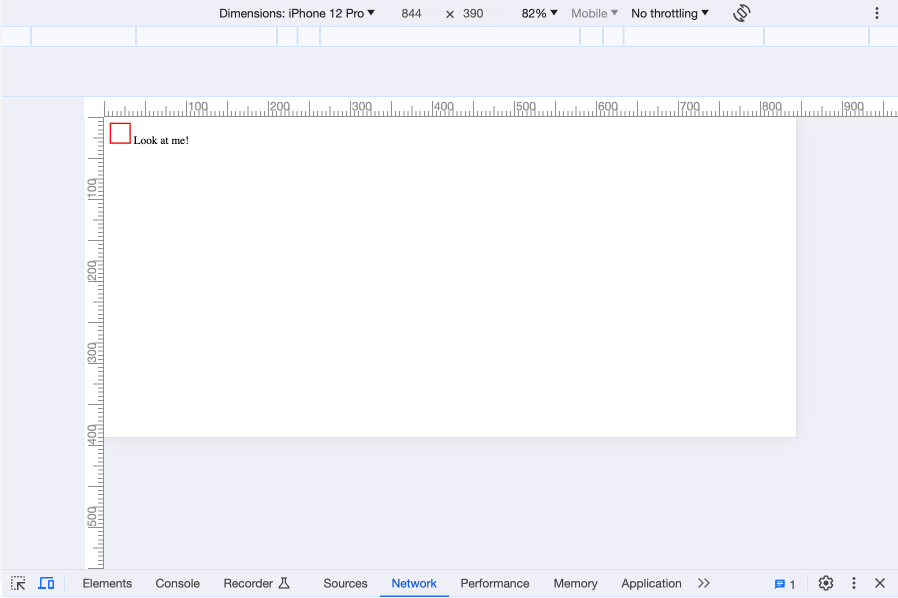 Dimensions: iPhone 12 Pro 844 × 390 82% Mobile No throttling
100 200 300 400 500 600 700 800 900
Look at me!
100
200
300
400
500
Elements Console Recorder Sources Network Performance Memory Application 1